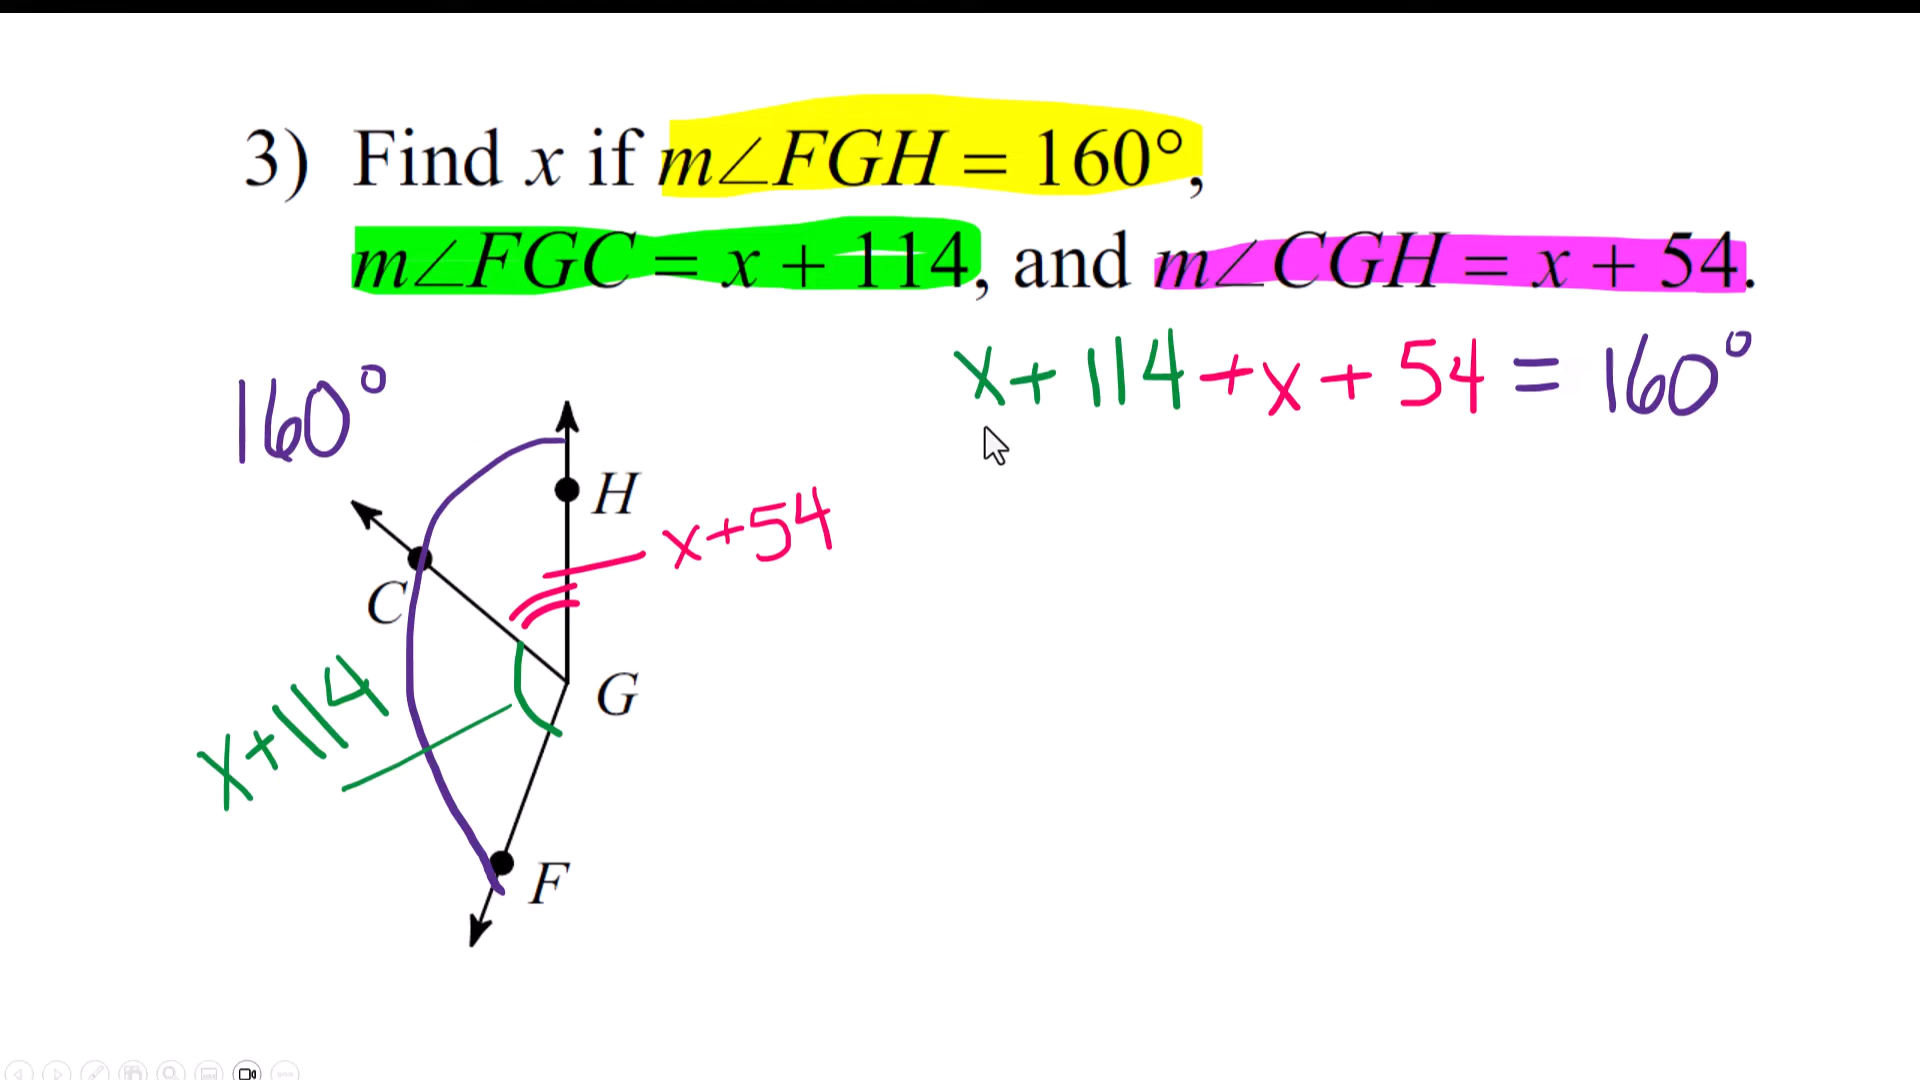 3) Find x if m∠FGH = 160°,
m∠FGC = x + 114, and m∠CGH = x + 54.
x+114+x+54=160°
160°
H
x+54
C
G
x+114
F